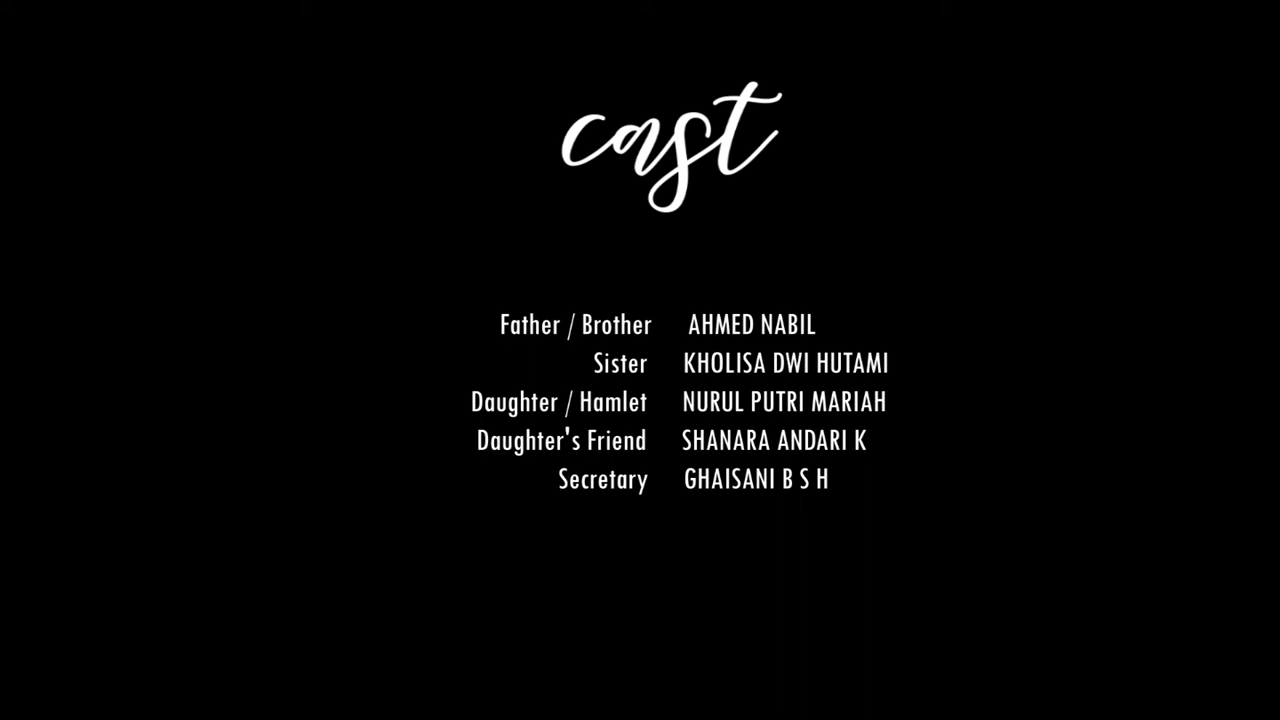 cast
Father / Brother AHMED NABIL
Sister KHOLISA DWI HUTAMI
Daughter / Hamlet NURUL PUTRI MARIAH
Daughter's Friend SHANARA ANDARI K
Secretary GHAISANI B S H